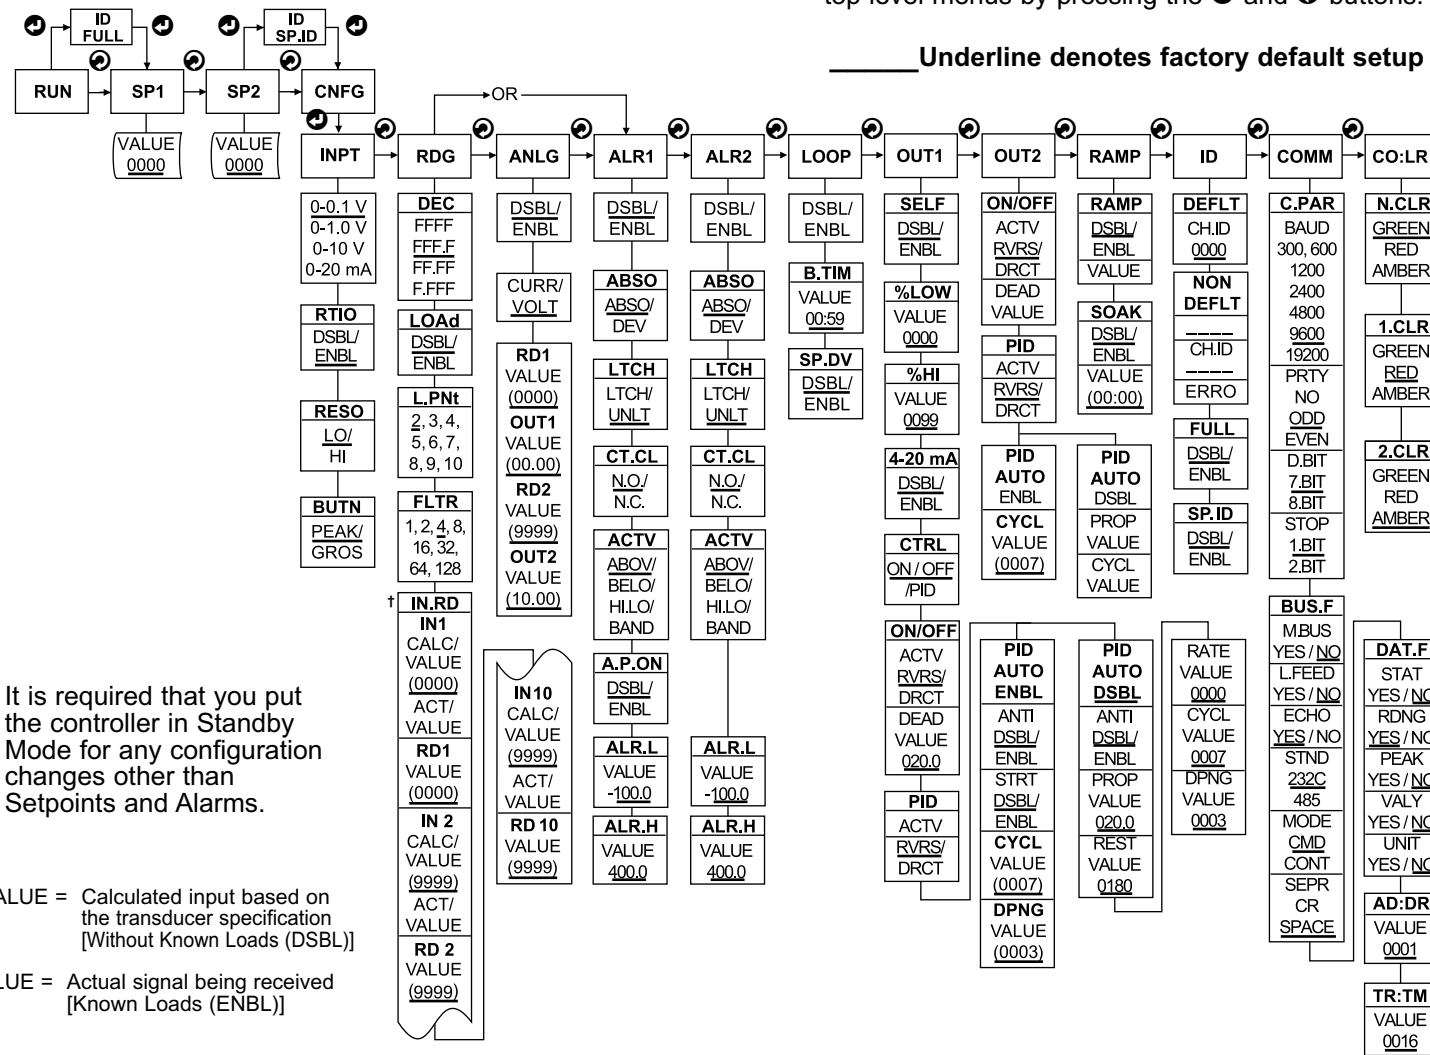 top level menus by pressing the and buttons.
Underline denotes factory default setup
ID
FULL
ID
SP.ID
RUN
SP1
SP2
CNFG
VALUE
0000
VALUE
0000
OR
INPT
RDG
ANLG
ALR1
ALR2
LOOP
OUT1
OUT2
RAMP
ID
COMM
CO:LR
0-0.1 V
0-1.0 V
0-10 V
0-20 mA
RTIO
DSBL/
ENBL
RESO
LO/
HI
BUTN
PEAK/
GROS
DEC
FFFF
FFF.F
FF.FF
F.FFF
LOAd
DSBL/
ENBL
L.PNt
2, 3, 4,
5, 6, 7,
8, 9, 10
FLTR
1, 2, 4, 8,
16, 32,
64, 128
† IN.RD
IN1
CALC/
VALUE
(0000)
ACT/
VALUE
RD1
VALUE
(0000)
IN 2
CALC/
VALUE
(9999)
ACT/
VALUE
RD 2
VALUE
(9999)
DSBL/
ENBL
CURR/
VOLT
RD1
VALUE
(0000)
OUT1
VALUE
(00.00)
RD2
VALUE
(9999)
OUT2
VALUE
(10.00)
IN10
CALC/
VALUE
(9999)
ACT/
VALUE
RD 10
VALUE
(9999)
DSBL/
ENBL
ABSO
ABSO/
DEV
LTCH
LTCH/
UNLT
CT.CL
N.O./
N.C.
ACTV
ABOV/
BELO/
HI.LO/
BAND
A.P.ON
DSBL/
ENBL
ALR.L
VALUE
-100.0
ALR.H
VALUE
400.0
DSBL/
ENBL
ABSO
ABSO/
DEV
LTCH
LTCH/
UNLT
CT.CL
N.O./
N.C.
ACTV
ABOV/
BELO/
HI.LO/
BAND
ALR.L
VALUE
-100.0
ALR.H
VALUE
400.0
DSBL/
ENBL
B.TIM
VALUE
00:59
SP.DV
DSBL/
ENBL
SELF
DSBL/
ENBL
%LOW
VALUE
0000
%HI
VALUE
0099
4-20 mA
DSBL/
ENBL
CTRL
ON / OFF
/PID
ON/OFF
ACTV
RVRS/
DRCT
DEAD
VALUE
020.0
PID
ACTV
RVRS/
DRCT
ON/OFF
ACTV
RVRS/
DRCT
DEAD
VALUE
PID
ACTV
RVRS/
DRCT
PID
AUTO
ENBL
CYCL
VALUE
(0007)
PID
AUTO
DSBL
PROP
VALUE
CYCL
VALUE
PID
AUTO
ENBL
ANTI
DSBL/
ENBL
STRT
DSBL/
ENBL
CYCL
VALUE
(0007)
DPNG
VALUE
(0003)
PID
AUTO
DSBL
ANTI
DSBL/
ENBL
PROP
VALUE
020.0
REST
VALUE
0180
RATE
VALUE
0000
CYCL
VALUE
0007
DPNG
VALUE
0003
RAMP
DSBL/
ENBL
VALUE
SOAK
DSBL/
ENBL
VALUE
(00:00)
DEFLT
CH.ID
0000
NON
DEFLT
_ _ _ _
CH.ID
_ _ _ _
ERRO
FULL
DSBL/
ENBL
SP.ID
DSBL/
ENBL
C.PAR
BAUD
300, 600
1200
2400
4800
9600
19200
PRTY
NO
ODD
EVEN
D.BIT
7.BIT
8.BIT
STOP
1.BIT
2.BIT
BUS.F
M.BUS
YES / NO
L.FEED
YES / NO
ECHO
YES / NO
STND
232C
485
MODE
CMD
CONT
SEPR
CR
SPACE
N.CLR
GREEN
RED
AMBER
1.CLR
GREEN
RED
AMBER
2.CLR
GREEN
RED
AMBER
DAT.F
STAT
YES / NO
RDNG
YES / NO
PEAK
YES / NO
VALY
YES / NO
UNIT
YES / NO
AD:DR
VALUE
0001
TR:TM
VALUE
0016
It is required that you put
the controller in Standby
Mode for any configuration
changes other than
Setpoints and Alarms.
ALUE = Calculated input based on
the transducer specification
[Without Known Loads (DSBL)]
LUE = Actual signal being received
[Known Loads (ENBL)]